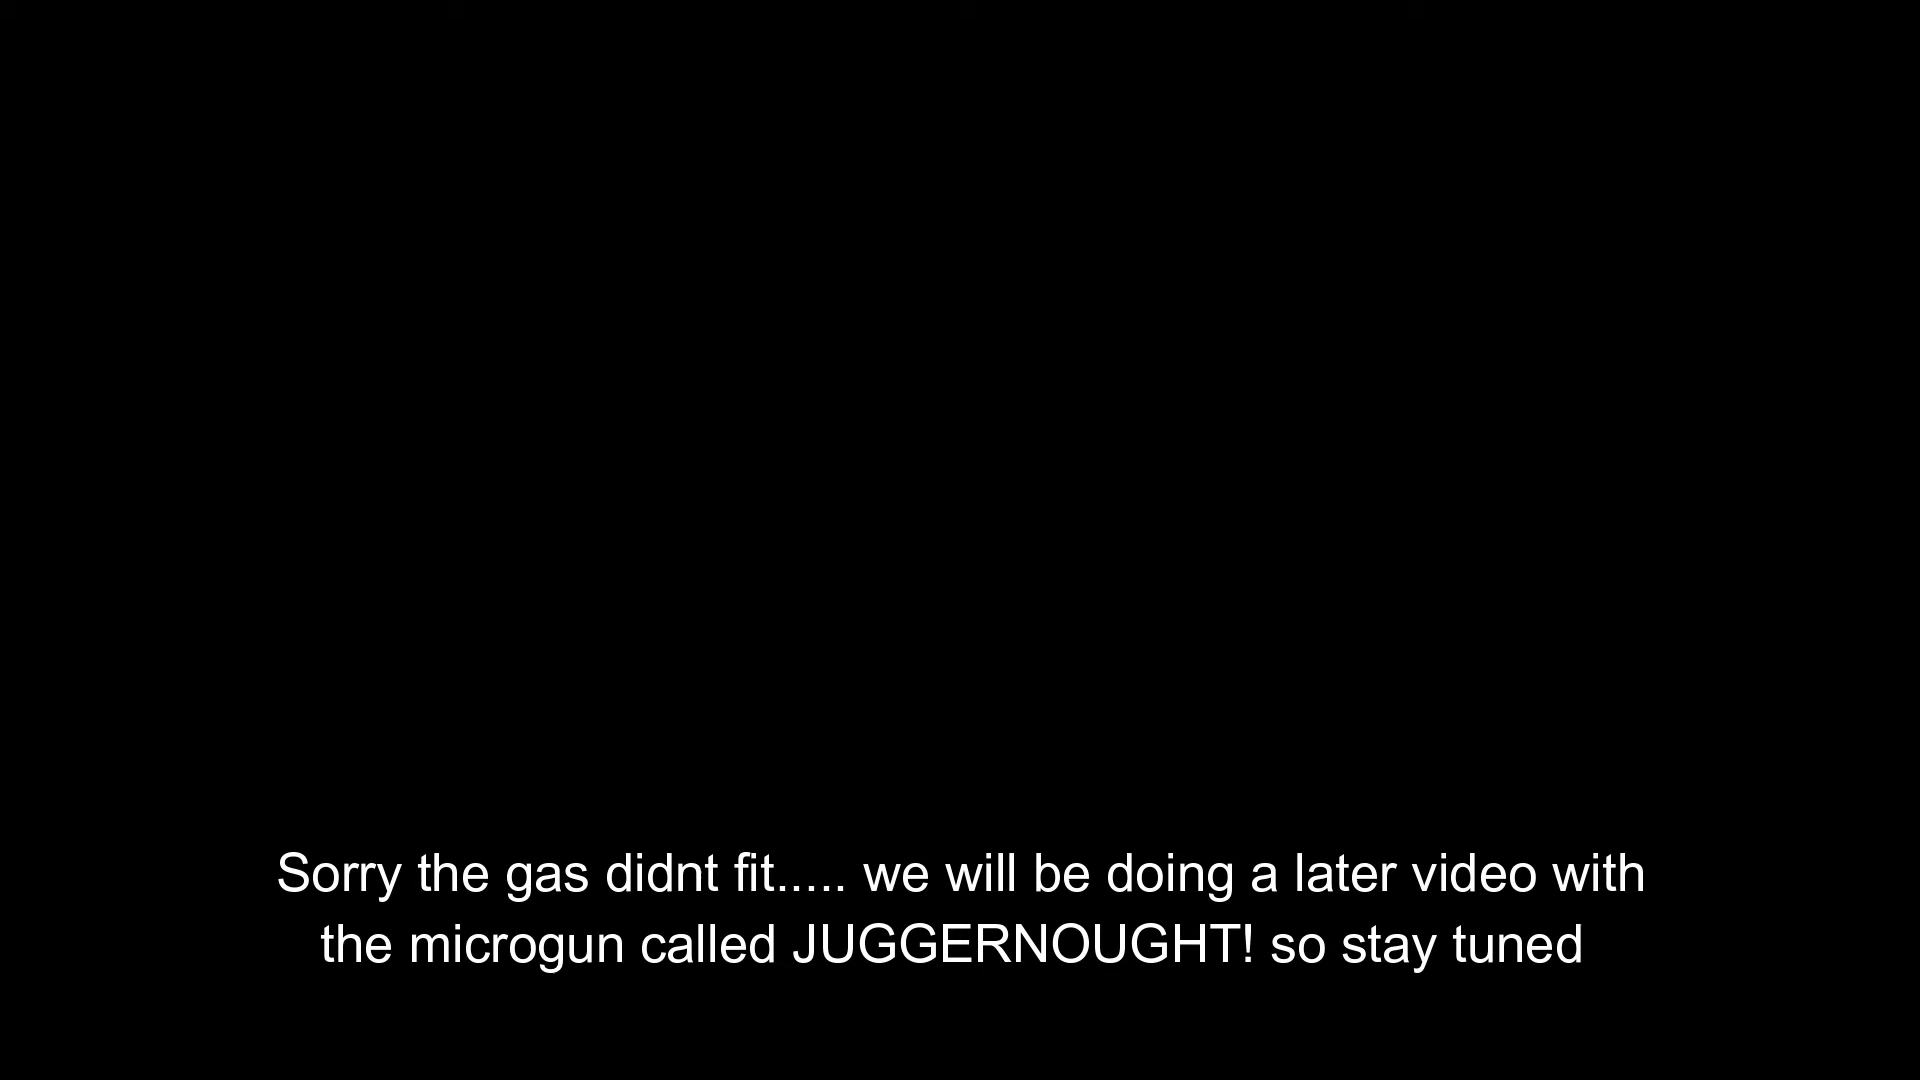 Sorry the gas didnt fit..... we will be doing a later video with
the microgun called JUGGERNOUGHT! so stay tuned